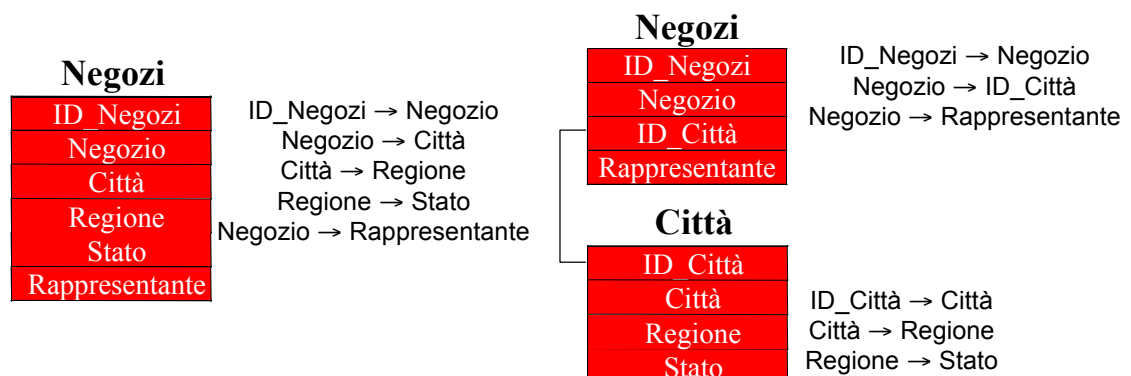 Negozi
ID_Negozi
Negozio
Città
Regione
Stato
Rappresentante
ID_Negozi → Negozio
Negozio → Città
Città → Regione
Regione → Stato
Negozio → Rappresentante
Negozi
ID_Negozi
Negozio
ID_Città
Rappresentante
ID_Negozi → Negozio
Negozio → ID_Città
Negozio → Rappresentante
Città
ID_Città
Città
Regione
Stato
ID_Città → Città
Città → Regione
Regione → Stato